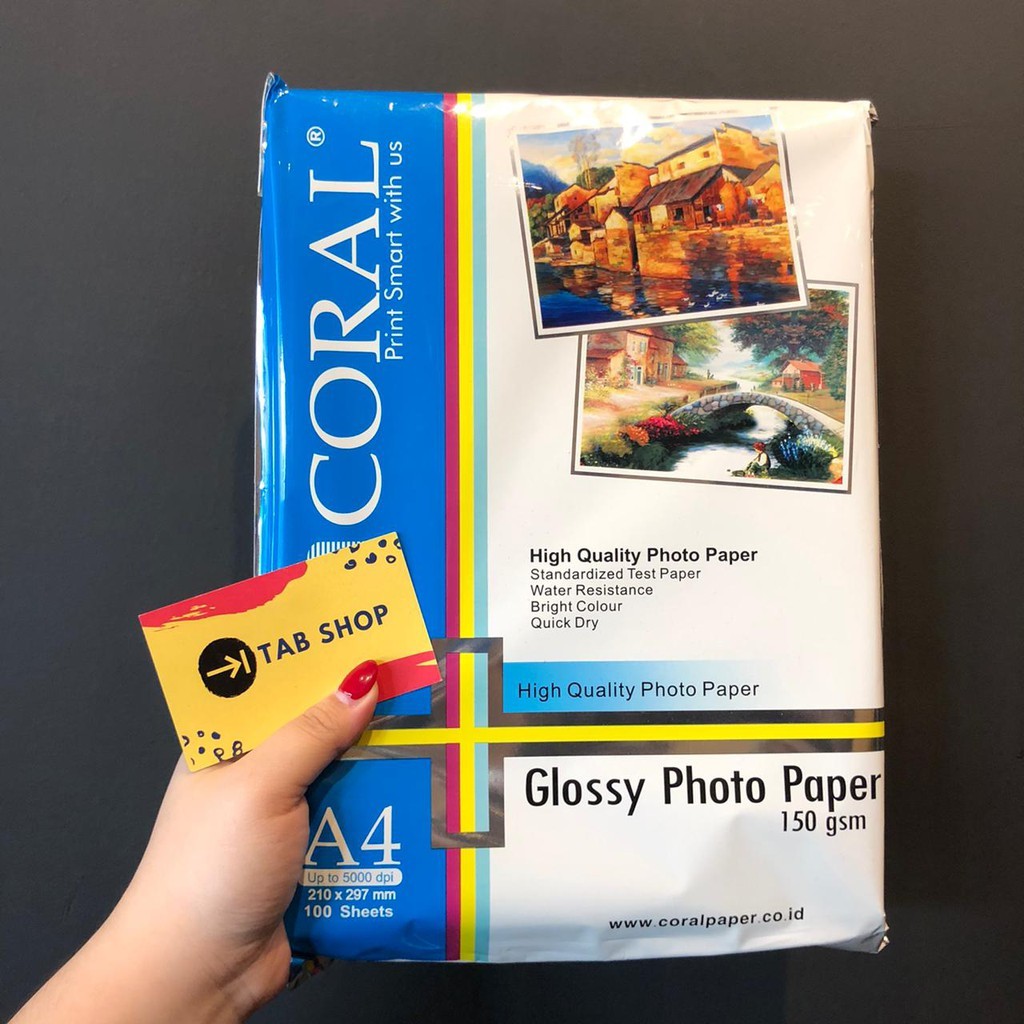 CORAL®
Print Smart with us
High Quality Photo Paper
Standardized Test Paper
Water Resistance
Bright Colour
Quick Dry
TAB SHOP
High Quality Photo Paper
Glossy Photo Paper
150 gsm
A4
Up to 5000 dpi
210 x 297 mm
100 Sheets
www.coralpaper.co.id